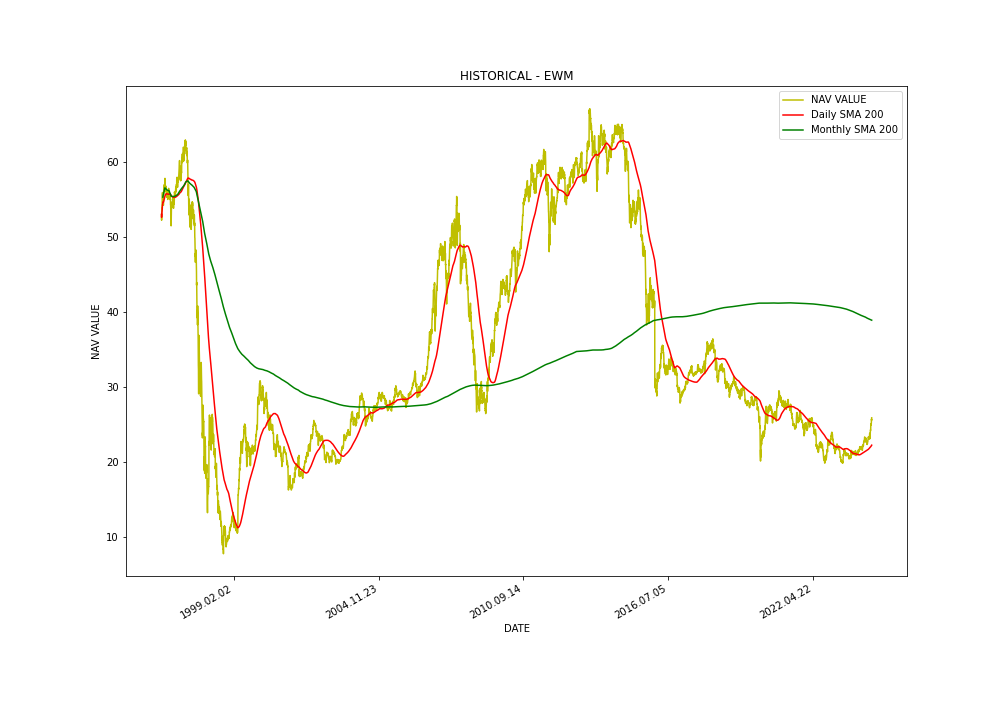 HISTORICAL - EWM
NAV VALUE
Daily SMA 200
Monthly SMA 200
NAV VALUE
60
50
40
30
20
10
1999.02.02
2004.11.23
2010.09.14
2016.07.05
2022.04.22
DATE